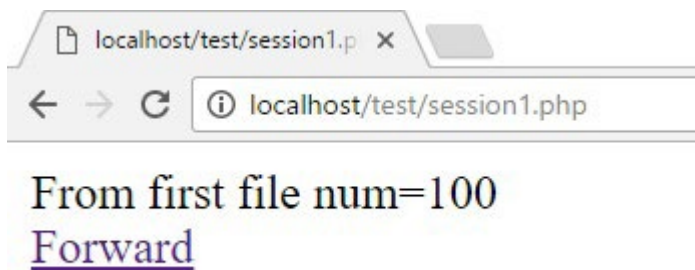 localhost/test/session1.p
localhost/test/session1.php
From first file num=100
Forward